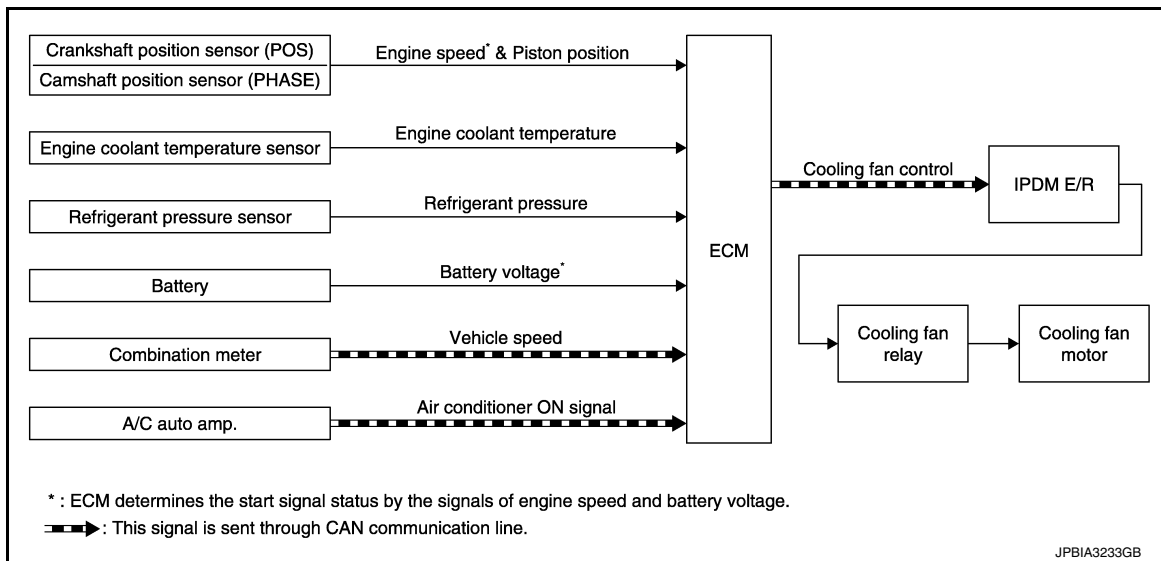 Crankshaft position sensor (POS)
Camshaft position sensor (PHASE)
Engine speed* & Piston position
Engine coolant temperature sensor
Engine coolant temperature
Refrigerant pressure sensor
Refrigerant pressure
Battery
Battery voltage*
Combination meter
Vehicle speed
A/C auto amp.
Air conditioner ON signal
ECM
Cooling fan control
IPDM E/R
Cooling fan
relay
Cooling fan
motor
* : ECM determines the start signal status by the signals of engine speed and battery voltage.
: This signal is sent through CAN communication line.
JPBIA3233GB